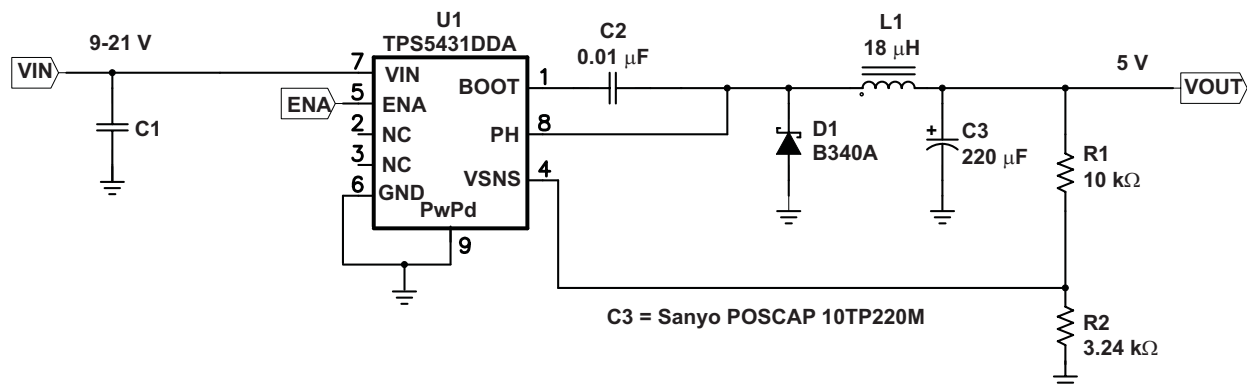 U1
TPS5431DDA
9-21 V
VIN
C1
ENA
7
5
2
3
6
VIN
ENA
NC
NC
GND
BOOT
PH
VSNS
PwPd
1
8
4
9
C2
0.01 μF
L1
18 μH
5 V
VOUT
D1
B340A
+
C3
220 μF
R1
10 kΩ
C3 = Sanyo POSCAP 10TP220M
R2
3.24 kΩ